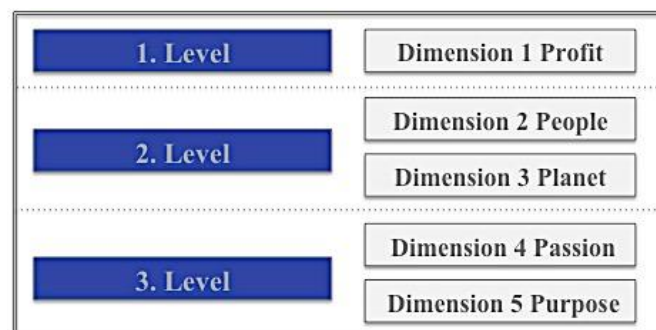 1. Level
Dimension 1 Profit
2. Level
Dimension 2 People
Dimension 3 Planet
3. Level
Dimension 4 Passion
Dimension 5 Purpose